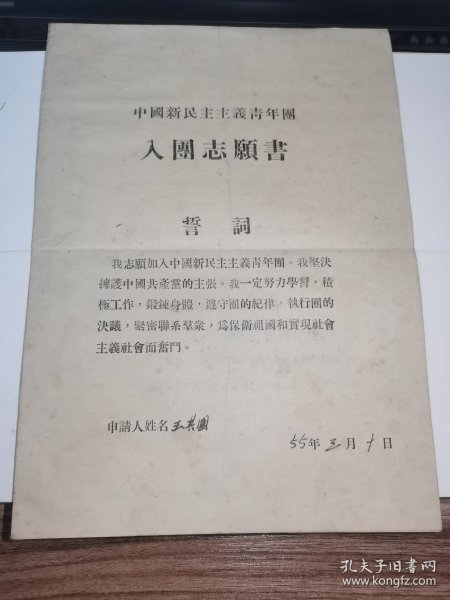 中國新民主主義青年團
入團志願書
誓詞
我志願加入中國新民主主義靑年團。我堅決
擁護中國共產黨的主張。我一定努力學習,積
極工作,鍛鍊身體,遵守團的紀律,執行團的
決議,緊密聯系羣衆,爲保衛祖國和實現社會
主義社會而奮鬥。
申請人姓名王其國
55年三月十日
孔夫子旧书网
www.kongfz.com